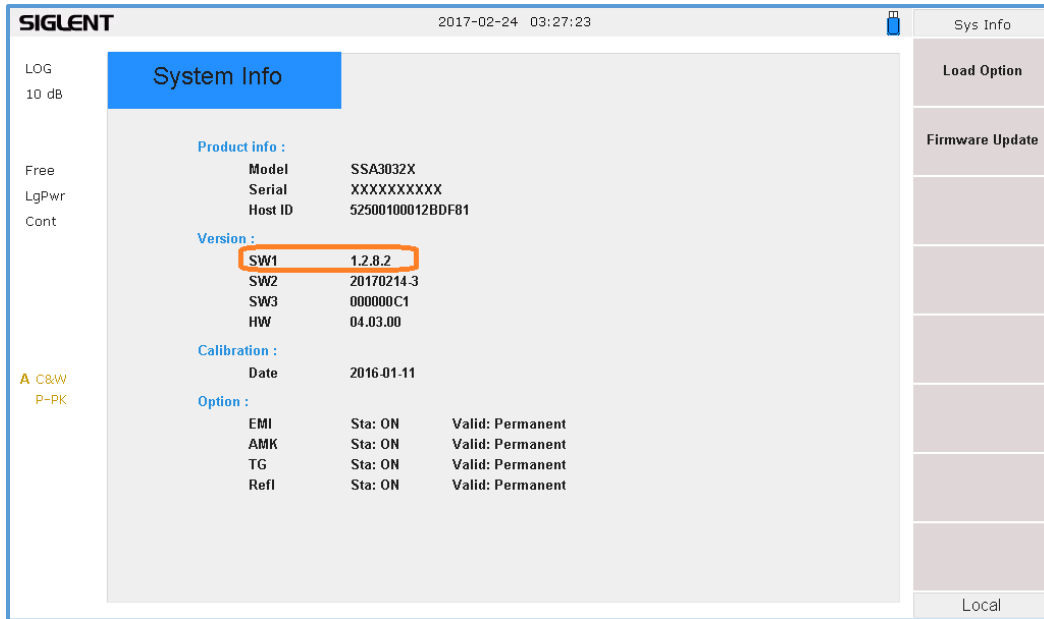 SIGLENT 2017-02-24 03:27:23 Sys Info
LOG
10 dB
Free
LgPwr
Cont
A C&W
P-PK
System Info
Product info :
Model SSA3032X
Serial XXXXXXXXXX
Host ID 52500100012BDF81
Version :
SW1 1.2.8.2
SW2 20170214-3
SW3 000000C1
HW 04.03.00
Calibration :
Date 2016-01-11
Option :
EMI Sta: ON Valid: Permanent
AMK Sta: ON Valid: Permanent
TG Sta: ON Valid: Permanent
Refl Sta: ON Valid: Permanent
Load Option
Firmware Update
Local